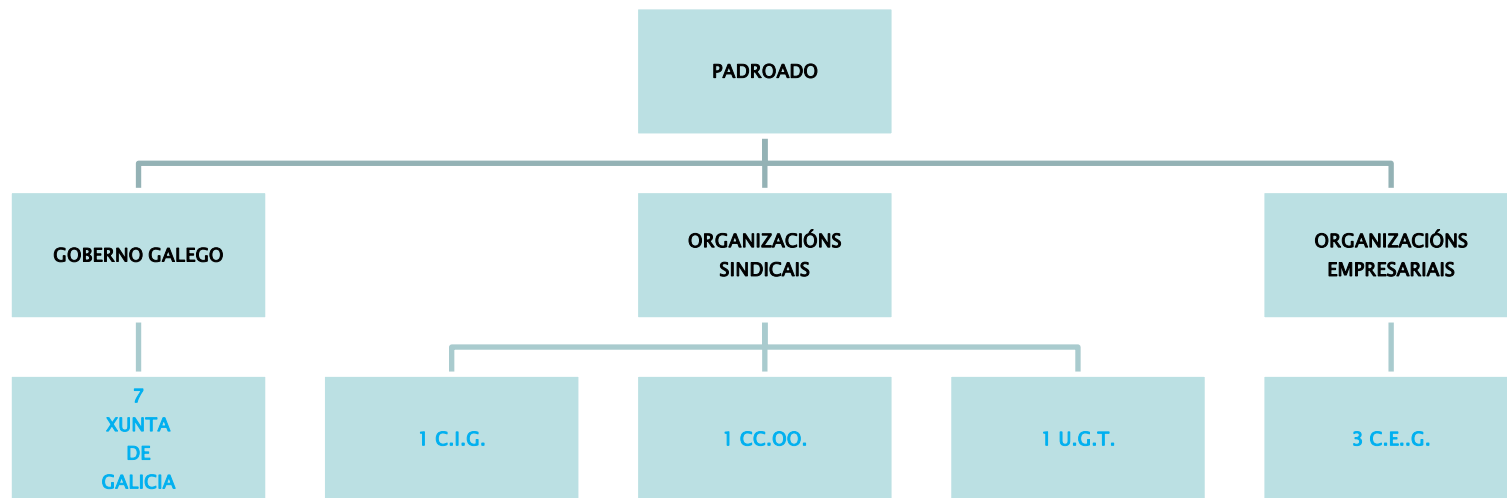 PADROADO
GOBERNO GALEGO
ORGANIZACIÓNS
SINDICAIS
ORGANIZACIÓNS
EMPRESARIAIS
7
XUNTA
DE
GALICIA
1 C.I.G.
1 CC.OO.
1 U.G.T.
3 C.E..G.